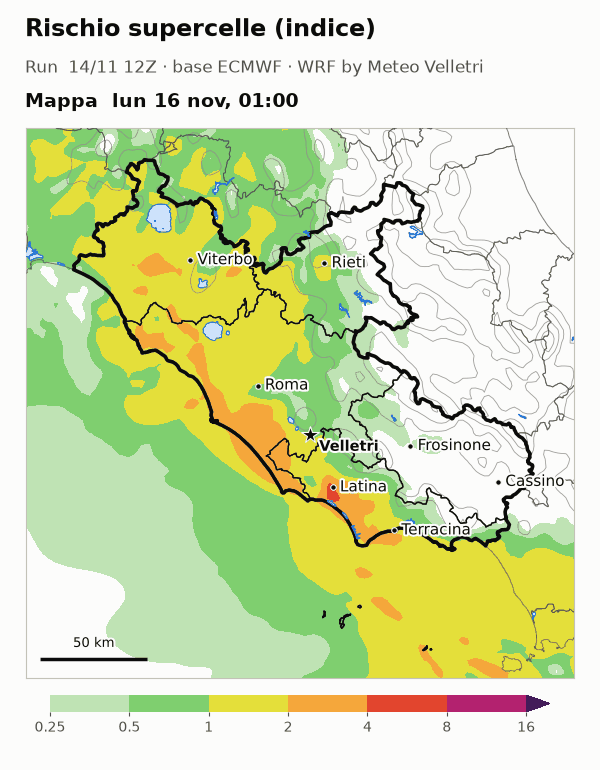 Rischio supercelle (indice)
Run  14/11 12Z · base ECMWF · WRF by Meteo Velletri
Mappa  lun 16 nov, 01:00
Viterbo
Rieti
Roma
Velletri
Frosinone
Latina
Cassino
Terracina
50 km
0.25 0.5 1 2 4 8 16